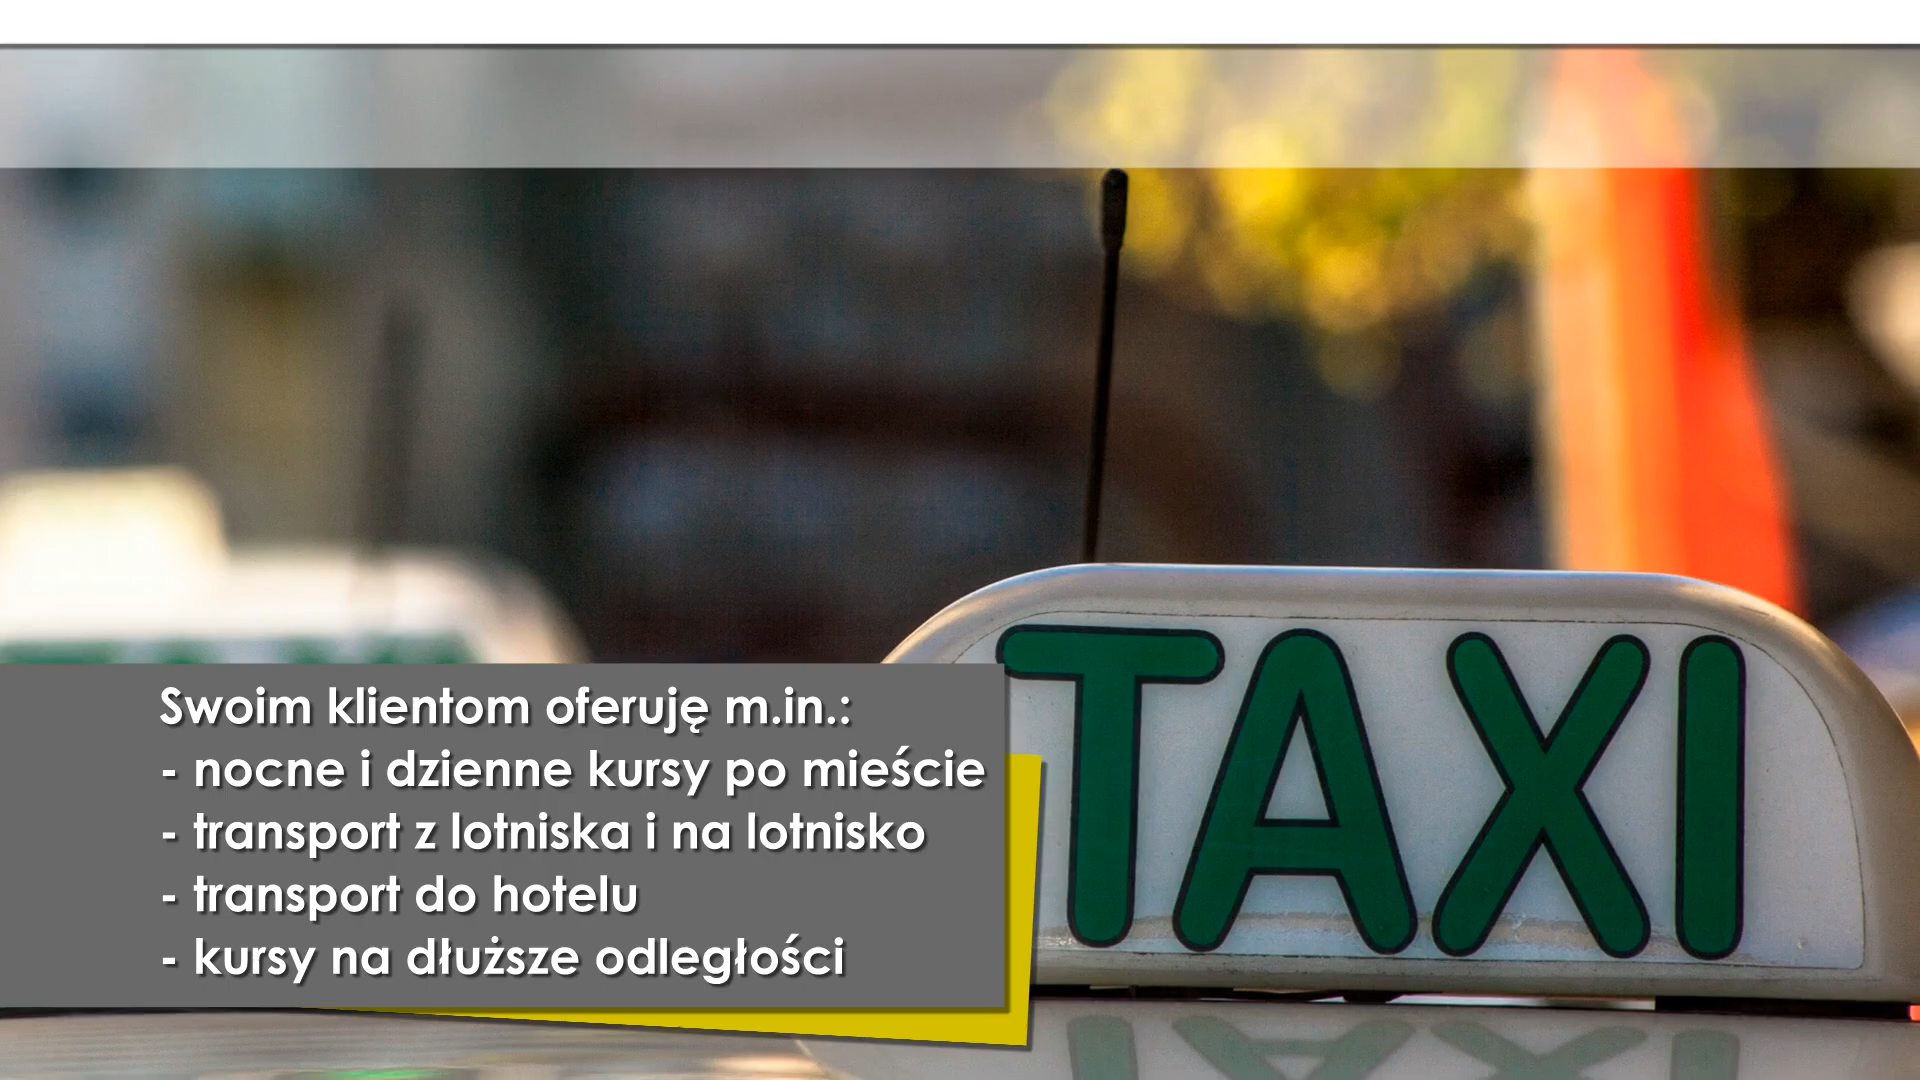 Swoim klientom oferuję m.in.:
- nocne i dzienne kursy po mieście
- transport z lotniska i na lotnisko
- transport do hotelu
- kursy na dłuższe odległości
TAXI